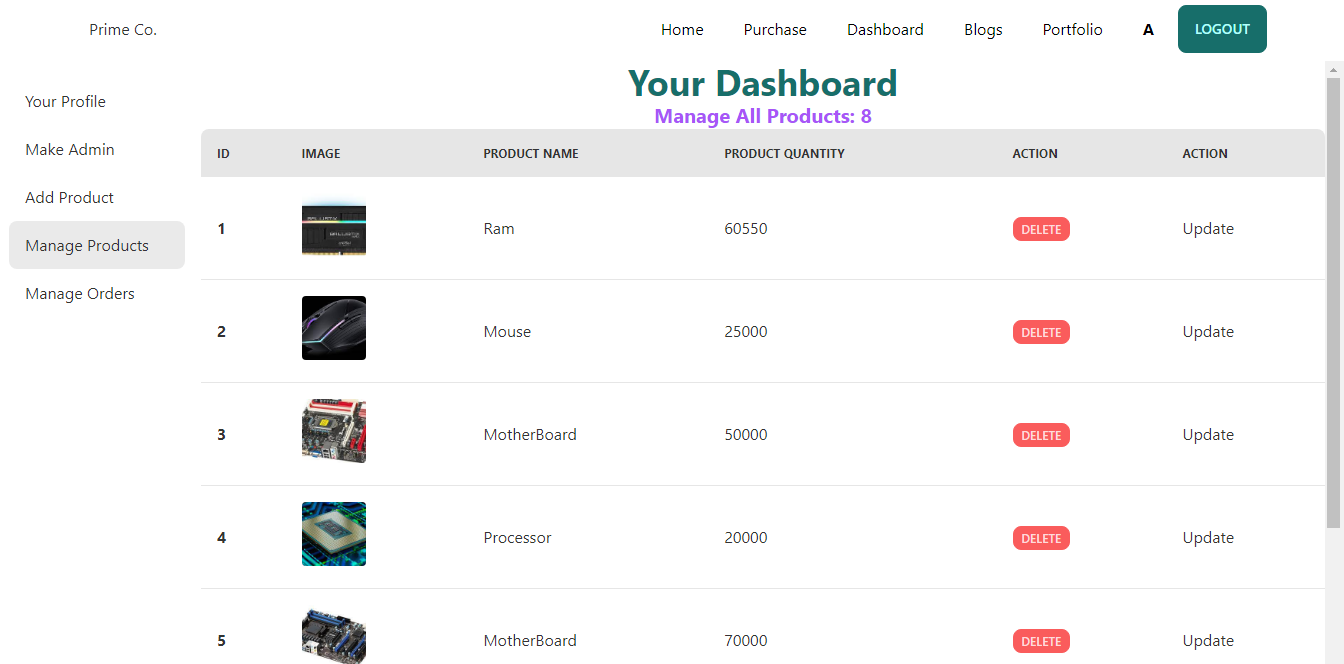 Prime Co. Home Purchase Dashboard Blogs Portfolio A LOGOUT
Your Profile
Make Admin
Add Product
Manage Products
Manage Orders
Your Dashboard
Manage All Products: 8
ID IMAGE PRODUCT NAME PRODUCT QUANTITY ACTION ACTION
1 Ram 60550 DELETE Update
2 Mouse 25000 DELETE Update
3 MotherBoard 50000 DELETE Update
4 Processor 20000 DELETE Update
5 MotherBoard 70000 DELETE Update